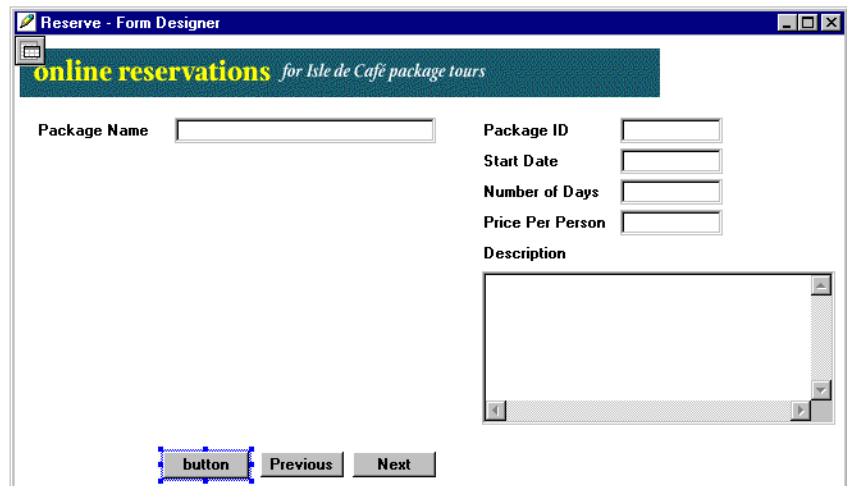 Reserve - Form Designer
online reservations for Isle de Café package tours
Package Name
Package ID
Start Date
Number of Days
Price Per Person
Description
button Previous Next